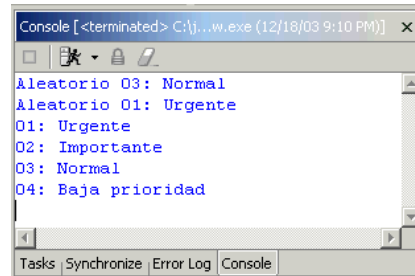 Console [<terminated> C:\j...w.exe (12/18/03 9:10 PM)]
Aleatorio 03: Normal
Aleatorio 01: Urgente
01: Urgente
02: Importante
03: Normal
04: Baja prioridad
Tasks Synchronize Error Log Console